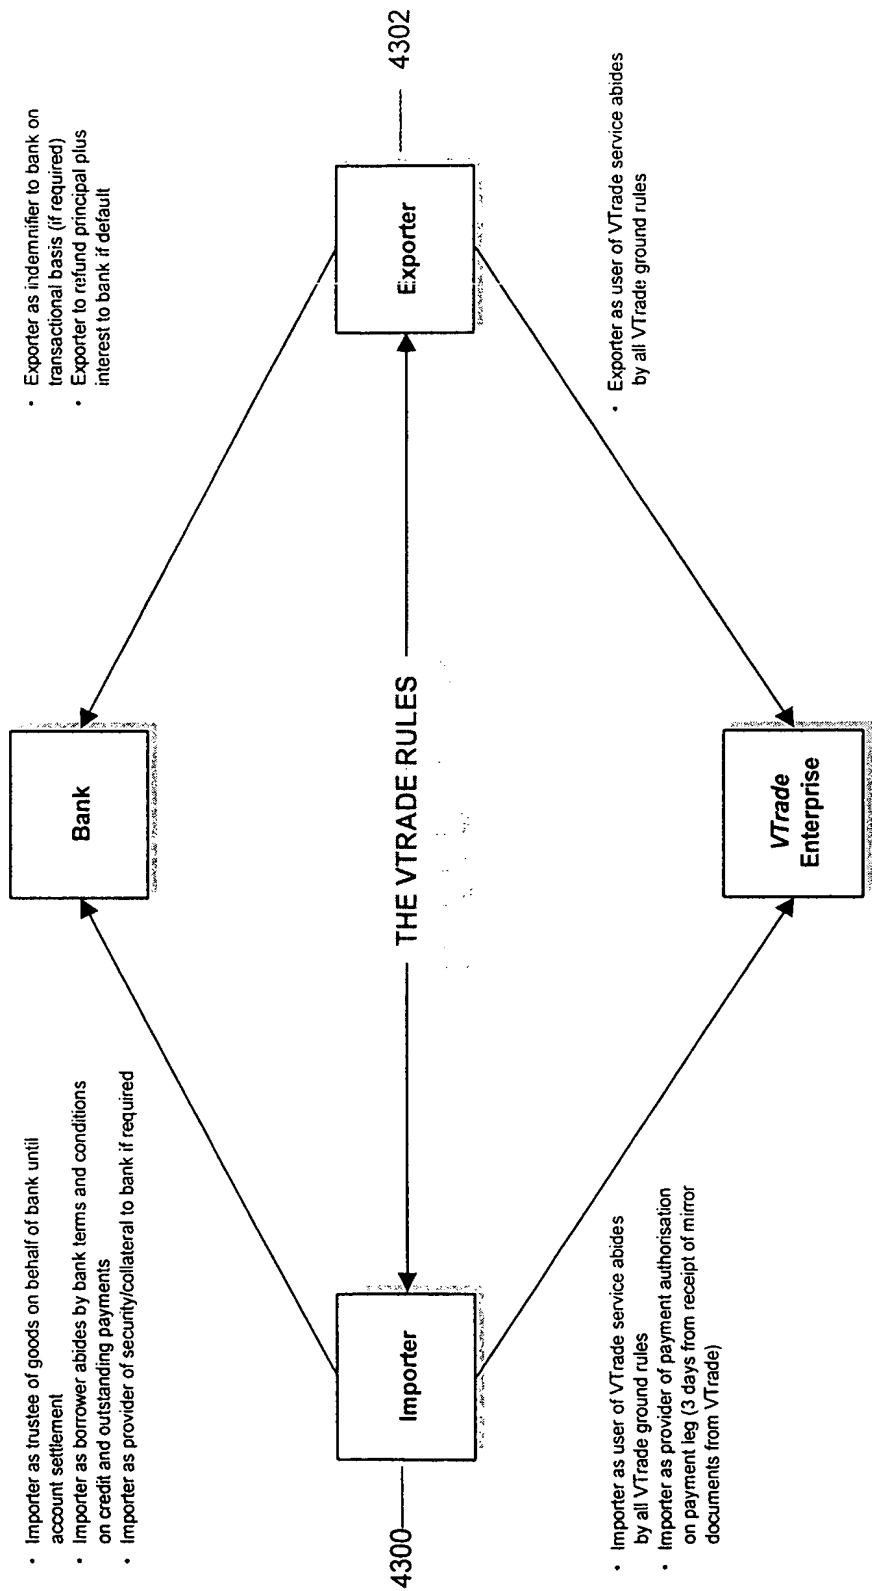 • Importer as trustee of goods on behalf of bank until
account settlement
• Importer as borrower abides by bank terms and conditions
on credit and outstanding payments
• Importer as provider of security/collateral to bank if required
Bank
• Exporter as indemnifier to bank on
transactional basis (if required)
• Exporter to refund principal plus
interest to bank if default
4300
Importer
THE VTRADE RULES
Exporter
4302
• Importer as user of VTrade service abides
by all VTrade ground rules
• Importer as provider of payment authorisation
on payment leg (3 days from receipt of mirror
documents from VTrade)
VTrade
Enterprise
• Exporter as user of VTrade service abides
by all VTrade ground rules